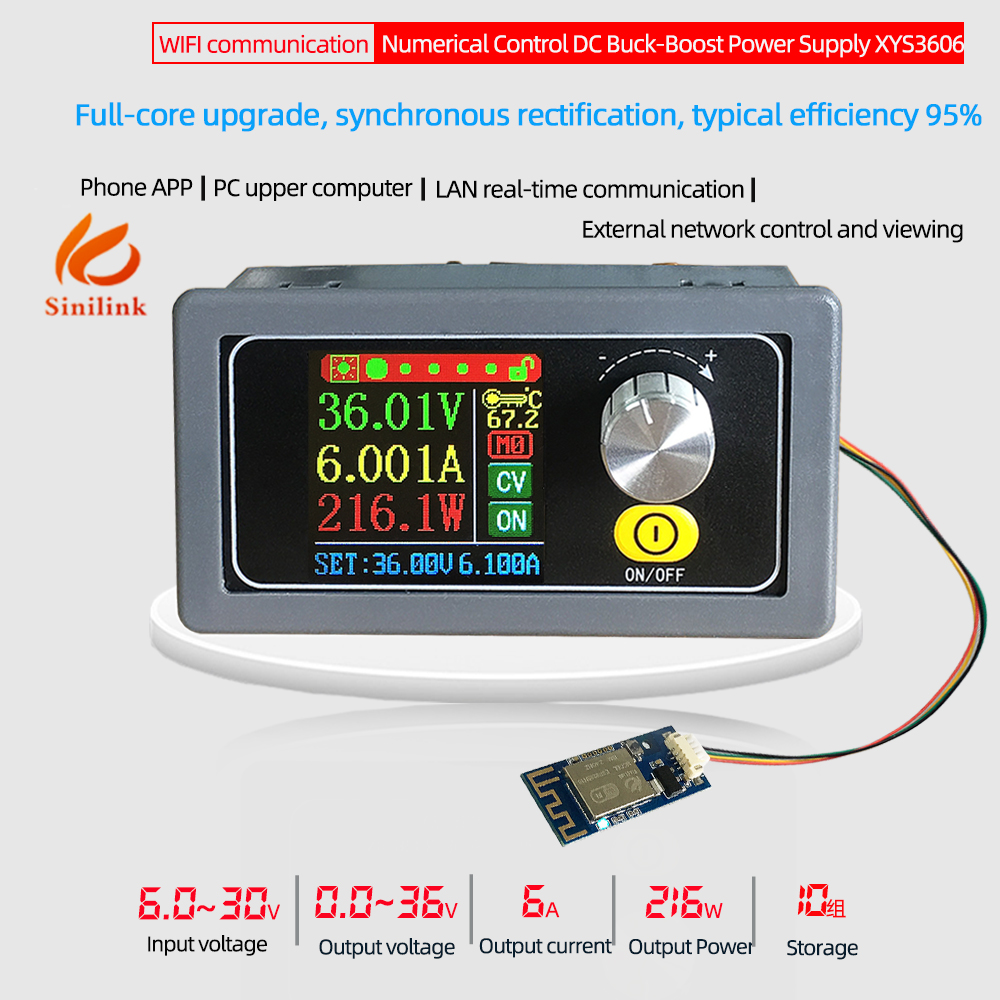 WIFI communication Numerical Control DC Buck-Boost Power Supply XYS3606
Full-core upgrade, synchronous rectification, typical efficiency 95%
Phone APP | PC upper computer | LAN real-time communication |
External network control and viewing
Sinilink
- +
36.01V
°C
67.2
6.001A
M0
CV
216.1W
ON
SET:36.00V 6.100A
ON/OFF
6.0~30V
0.0~36V
6A
216W
10组
Input voltage
Output voltage
Output current
Output Power
Storage